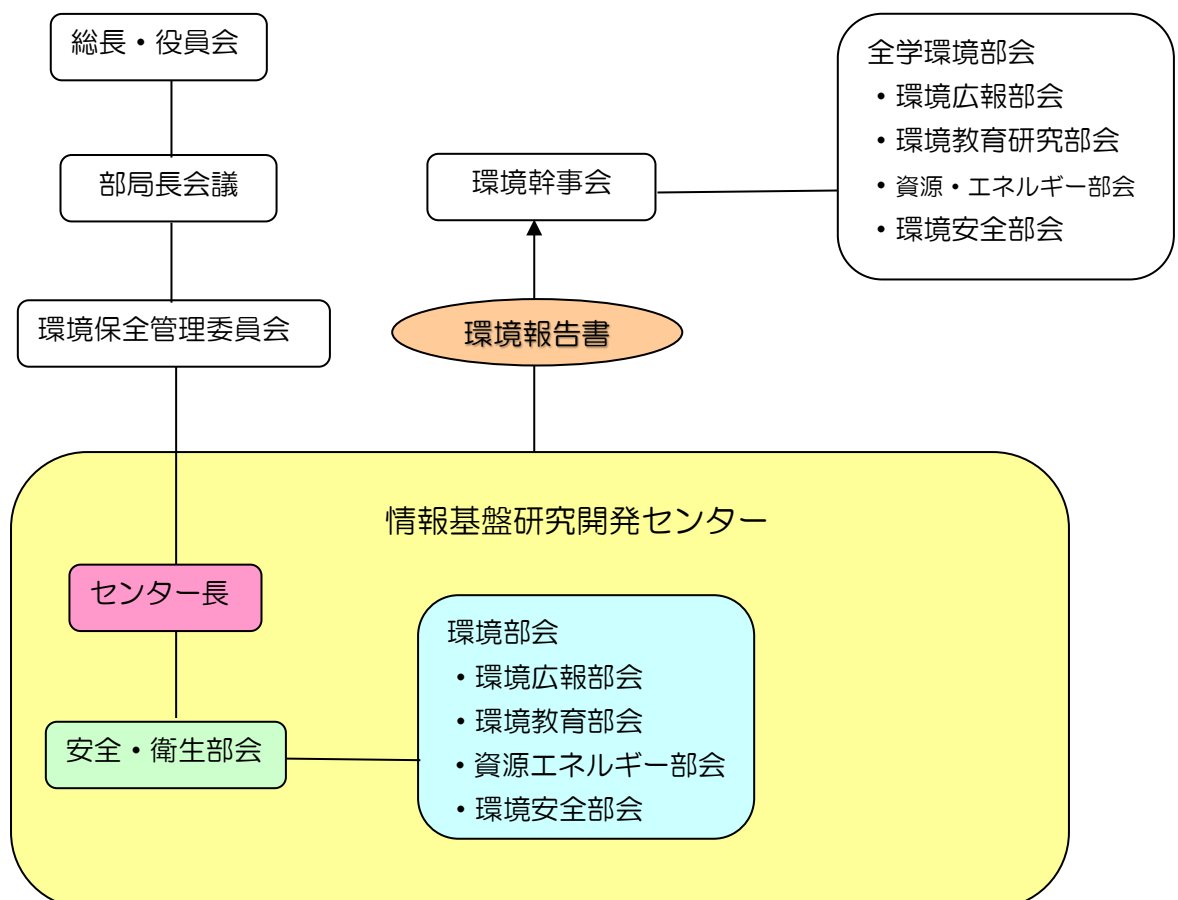 総長・役員会
部局長会議
環境保全管理委員会
環境幹事会
全学環境部会
・環境広報部会
・環境教育研究部会
・資源・エネルギー部会
・環境安全部会
環境報告書
情報基盤研究開発センター
センター長
安全・衛生部会
環境部会
・環境広報部会
・環境教育部会
・資源エネルギー部会
・環境安全部会